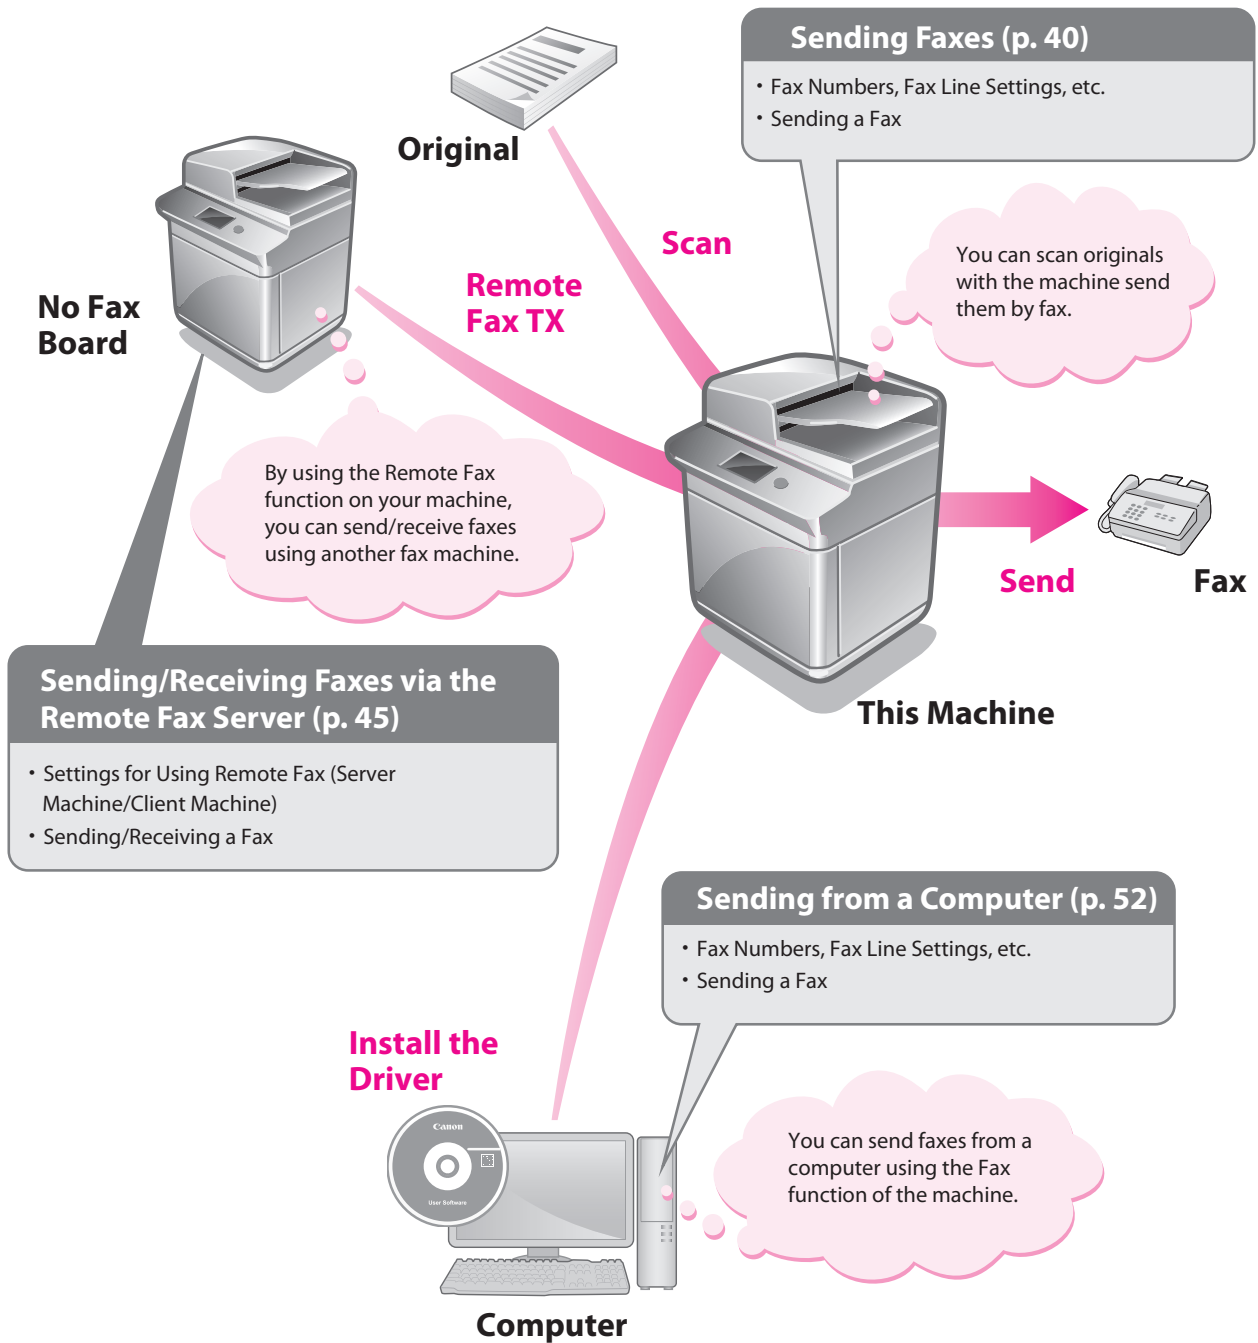 Sending Faxes (p. 40)
• Fax Numbers, Fax Line Settings, etc.
• Sending a Fax
Original
Scan
You can scan originals
with the machine send
them by fax.
No Fax
Board
Remote
Fax TX
By using the Remote Fax
function on your machine,
you can send/receive faxes
using another fax machine.
Send
Fax
This Machine
Sending/Receiving Faxes via the
Remote Fax Server (p. 45)
• Settings for Using Remote Fax (Server
Machine/Client Machine)
• Sending/Receiving a Fax
Sending from a Computer (p. 52)
• Fax Numbers, Fax Line Settings, etc.
• Sending a Fax
Install the
Driver
Canon
User Software
You can send faxes from a
computer using the Fax
function of the machine.
Computer